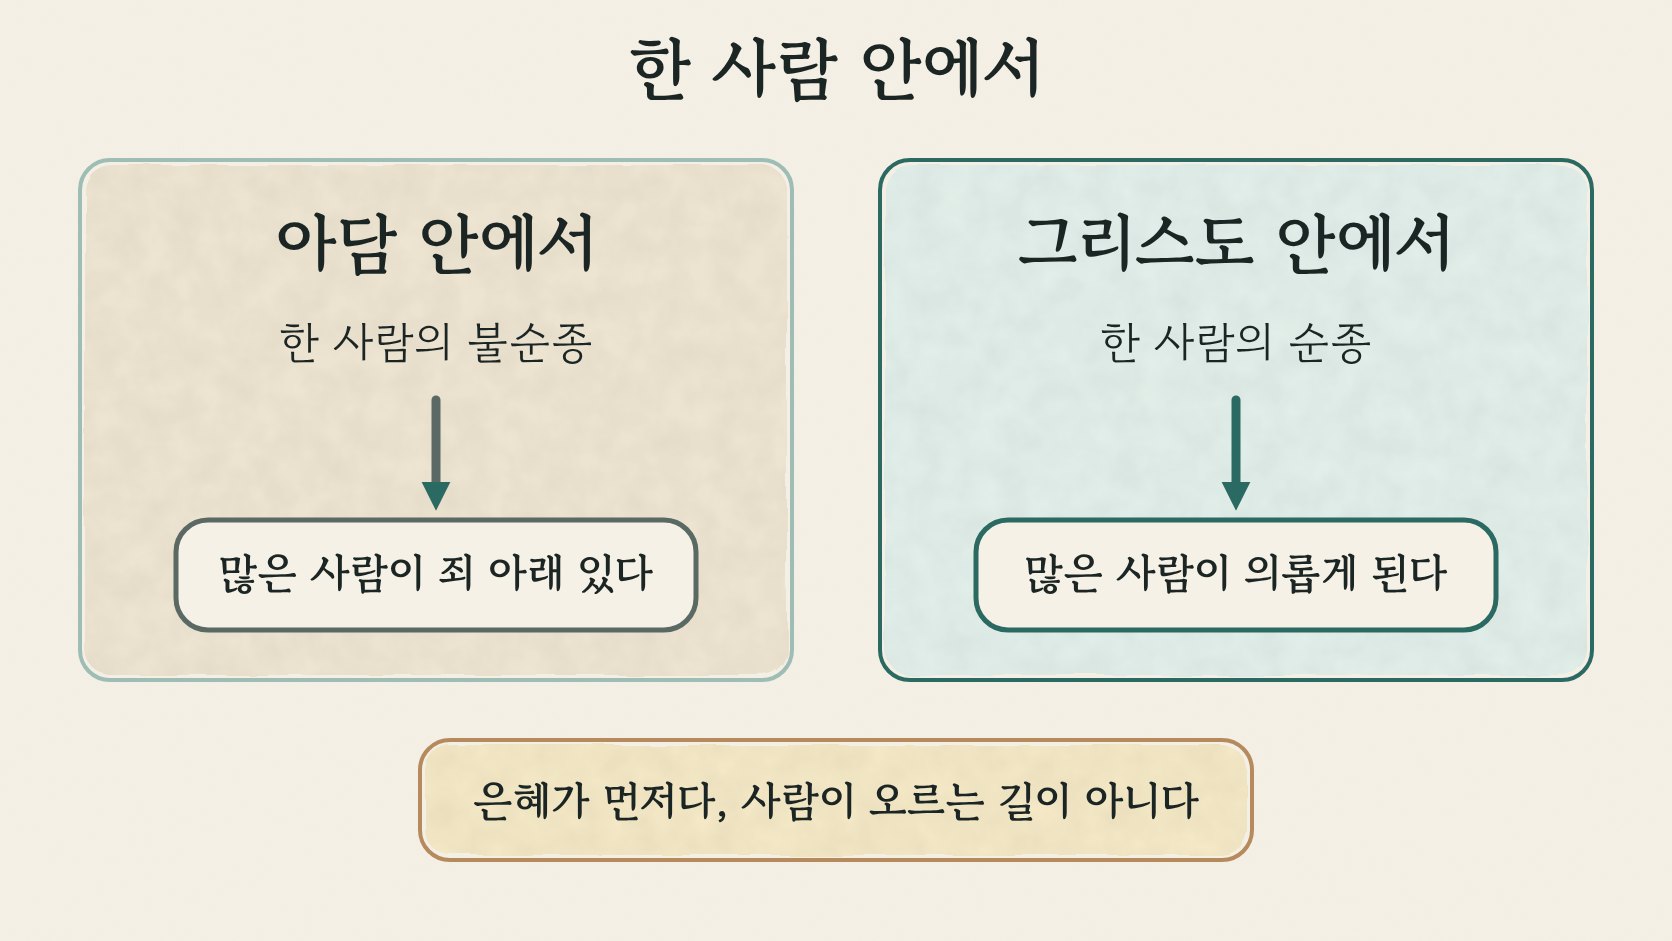 한 사람 안에서
아담 안에서
한 사람의 불순종
많은 사람이 죄 아래 있다
그리스도 안에서
한 사람의 순종
많은 사람이 의롭게 된다
은혜가 먼저다, 사람이 오르는 길이 아니다